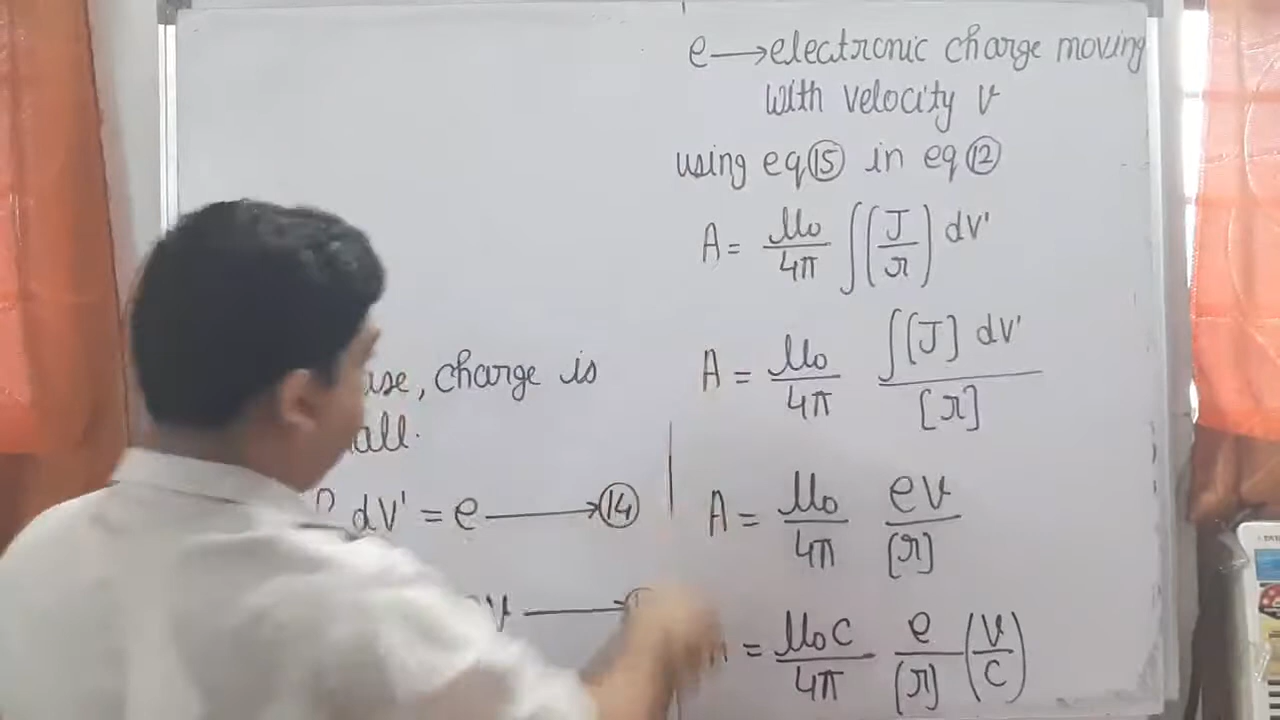 charge is
all.
dV' = e ⟶ ⑭
v ⟶
e ⟶ electronic charge moving
with velocity v
using eq ⑮ in eq ⑫
A = μ₀/4π ∫(J/r) dV'
A = μ₀/4π ∫[J] dV'/[r]
A = μ₀/4π ev/[r]
= μ₀c/4π e/[r] (v/c)